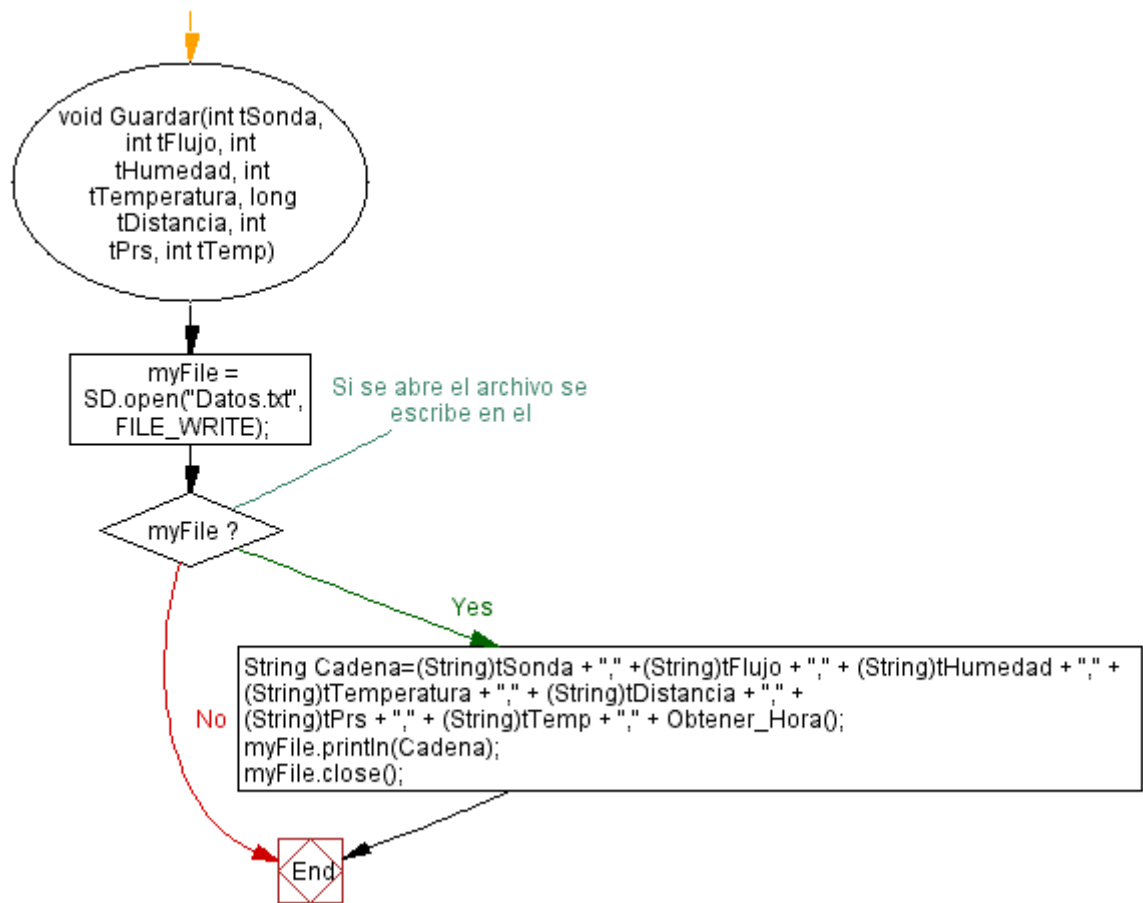 void Guardar(int tSonda,
int tFlujo, int
tHumedad, int
tTemperatura, long
tDistancia, int
tPrs, int tTemp)
myFile =
SD.open("Datos.txt",
FILE_WRITE);
Si se abre el archivo se
escribe en el
myFile ?
Yes
No
String Cadena=(String)tSonda + "," +(String)tFlujo + "," + (String)tHumedad + "," +
(String)tTemperatura + "," + (String)tDistancia + "," +
(String)tPrs + "," + (String)tTemp + "," + Obtener_Hora();
myFile.println(Cadena);
myFile.close();
End